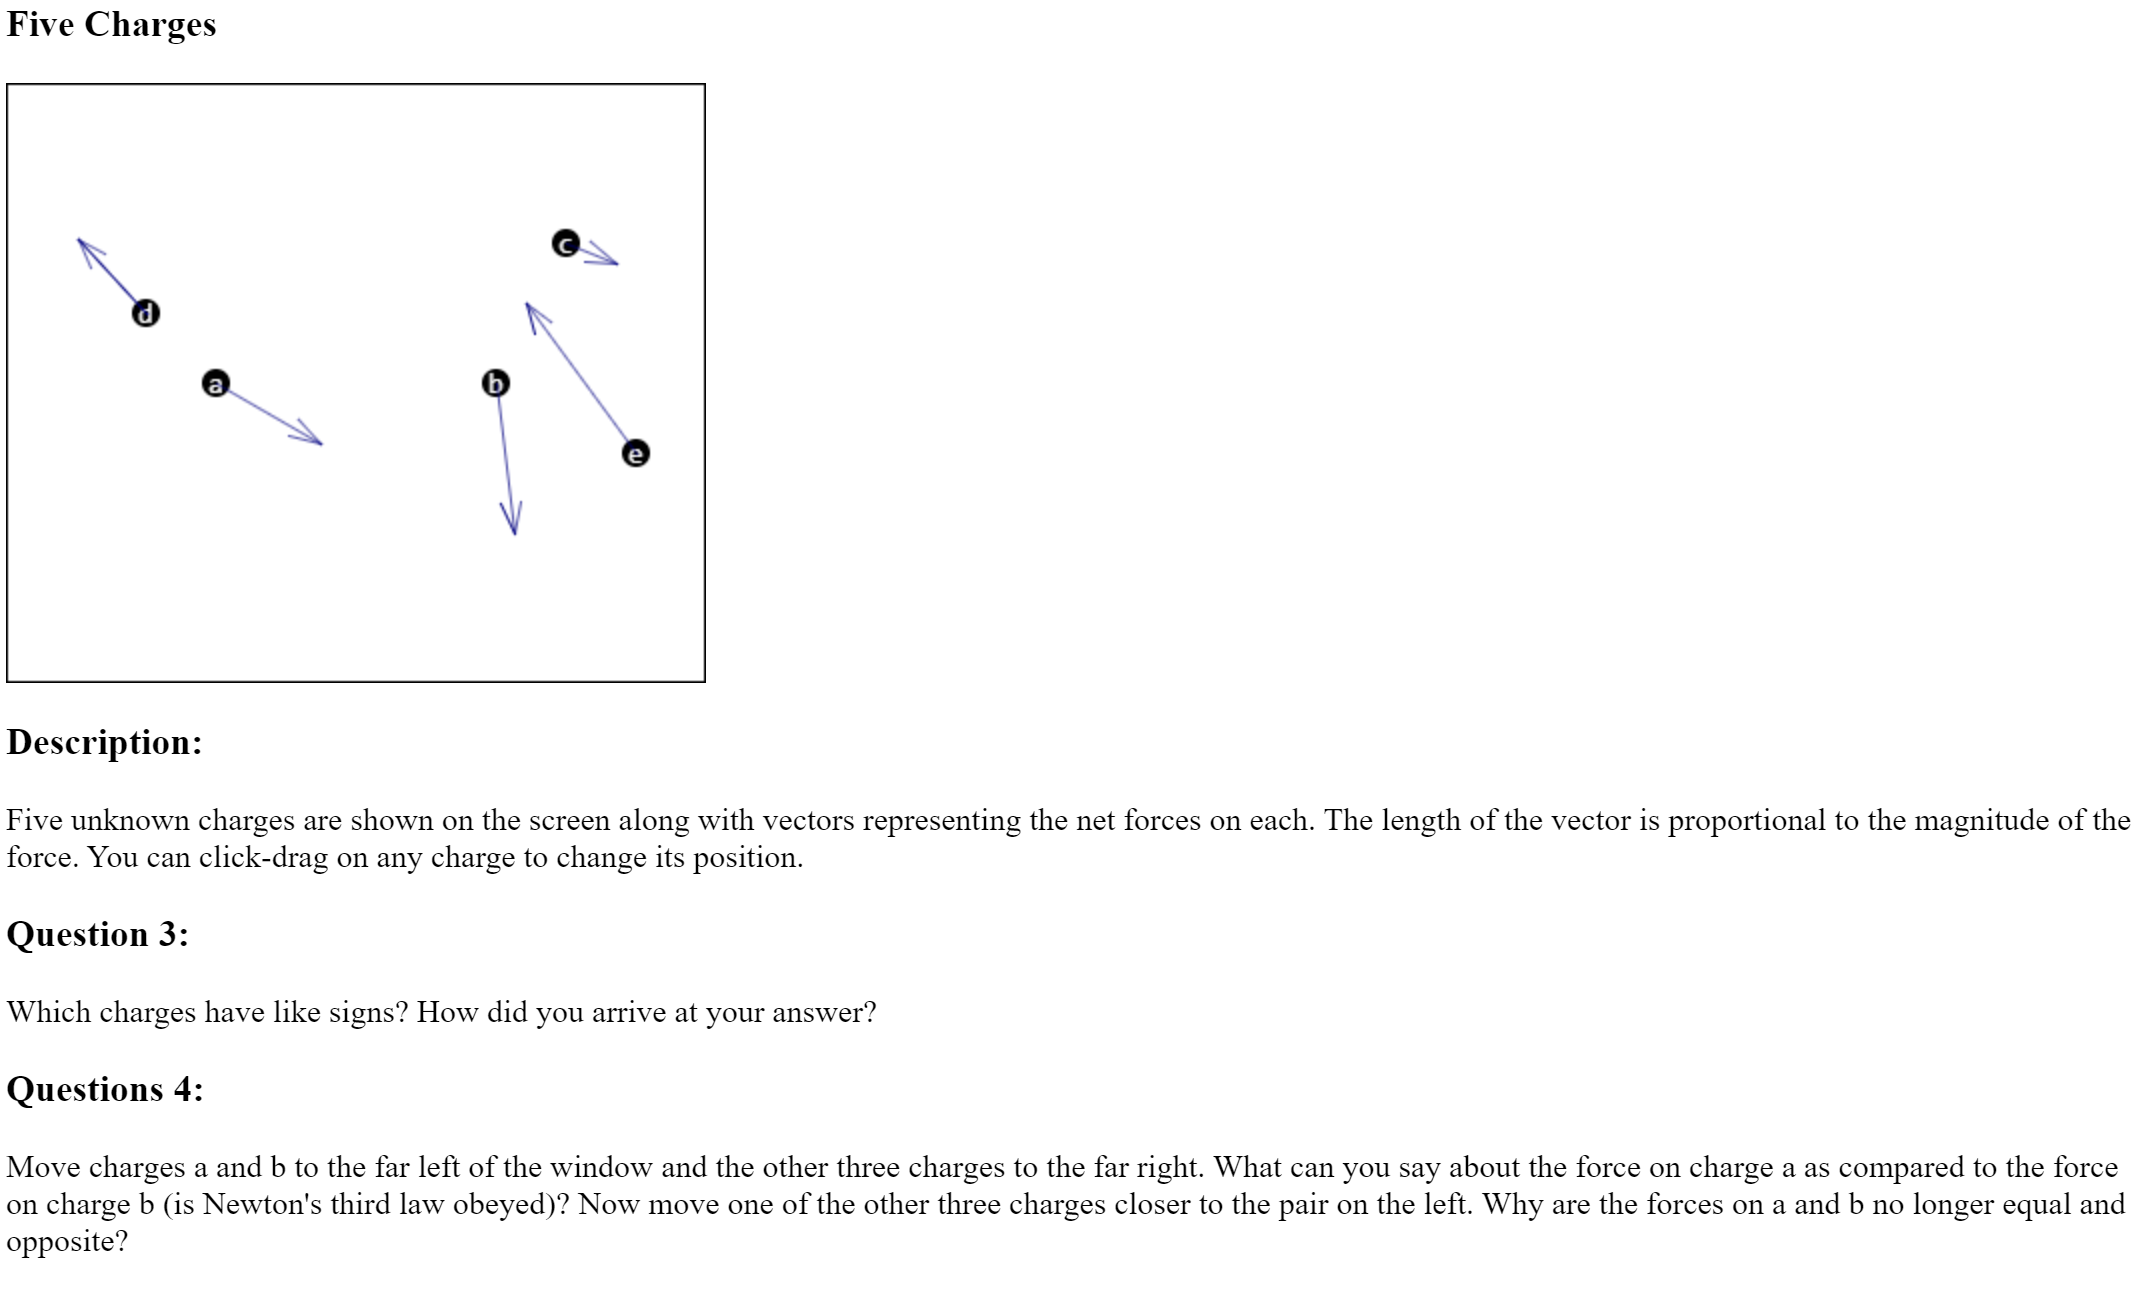 Five Charges
c
d
a
b
e
Description:
Five unknown charges are shown on the screen along with vectors representing the net forces on each. The length of the vector is proportional to the magnitude of the
force. You can click-drag on any charge to change its position.
Question 3:
Which charges have like signs? How did you arrive at your answer?
Questions 4:
Move charges a and b to the far left of the window and the other three charges to the far right. What can you say about the force on charge a as compared to the force
on charge b (is Newton's third law obeyed)? Now move one of the other three charges closer to the pair on the left. Why are the forces on a and b no longer equal and
opposite?